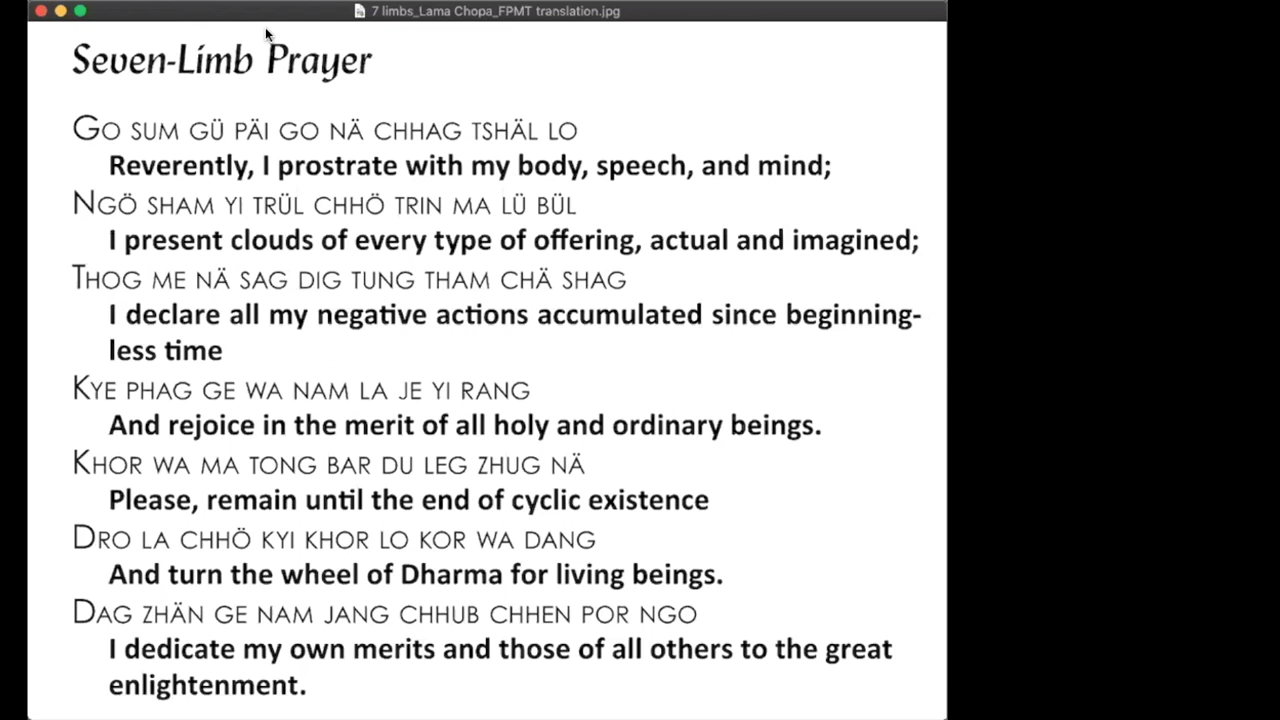 7 limbs_Lama Chopa_FPMT translation.jpg
Seven-Limb Prayer
GO SUM GÜ PÄI GO NÄ CHHAG TSHÄL LO
Reverently, I prostrate with my body, speech, and mind;
NGÖ SHAM YI TRÜL CHHÖ TRIN MA LÜ BÜL
I present clouds of every type of offering, actual and imagined;
THOG ME NÄ SAG DIG TUNG THAM CHÄ SHAG
I declare all my negative actions accumulated since beginning-
less time
KYE PHAG GE WA NAM LA JE YI RANG
And rejoice in the merit of all holy and ordinary beings.
KHOR WA MA TONG BAR DU LEG ZHUG NÄ
Please, remain until the end of cyclic existence
DRO LA CHHÖ KYI KHOR LO KOR WA DANG
And turn the wheel of Dharma for living beings.
DAG ZHÄN GE NAM JANG CHHUB CHHEN POR NGO
I dedicate my own merits and those of all others to the great
enlightenment.